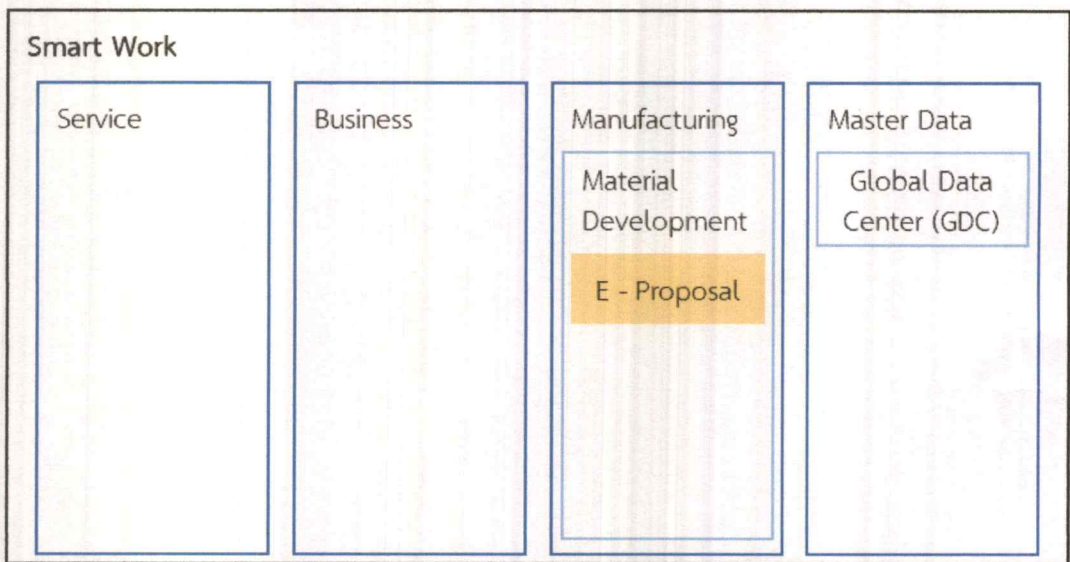 Smart Work
Service
Business
Manufacturing
Material
Development
E - Proposal
Master Data
Global Data
Center (GDC)